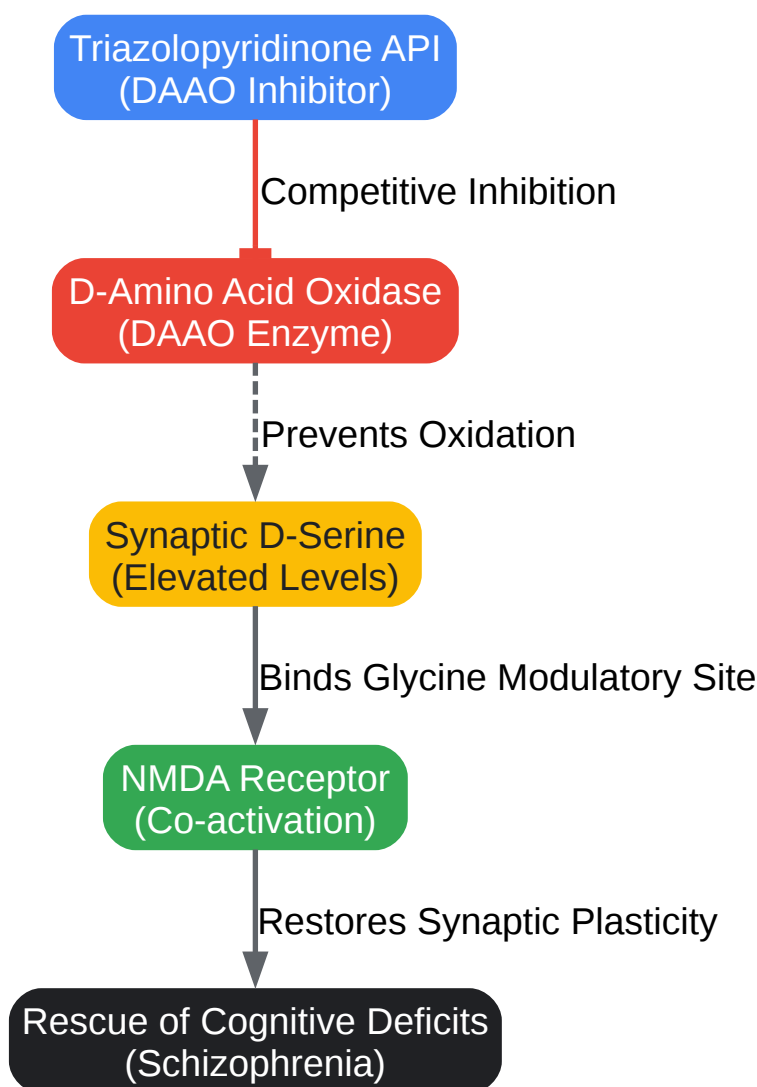 Triazolopyridinone API
(DAAO Inhibitor)
Competitive Inhibition
D-Amino Acid Oxidase
(DAAO Enzyme)
Prevents Oxidation
Synaptic D-Serine
(Elevated Levels)
Binds Glycine Modulatory Site
NMDA Receptor
(Co-activation)
Restores Synaptic Plasticity
Rescue of Cognitive Deficits
(Schizophrenia)